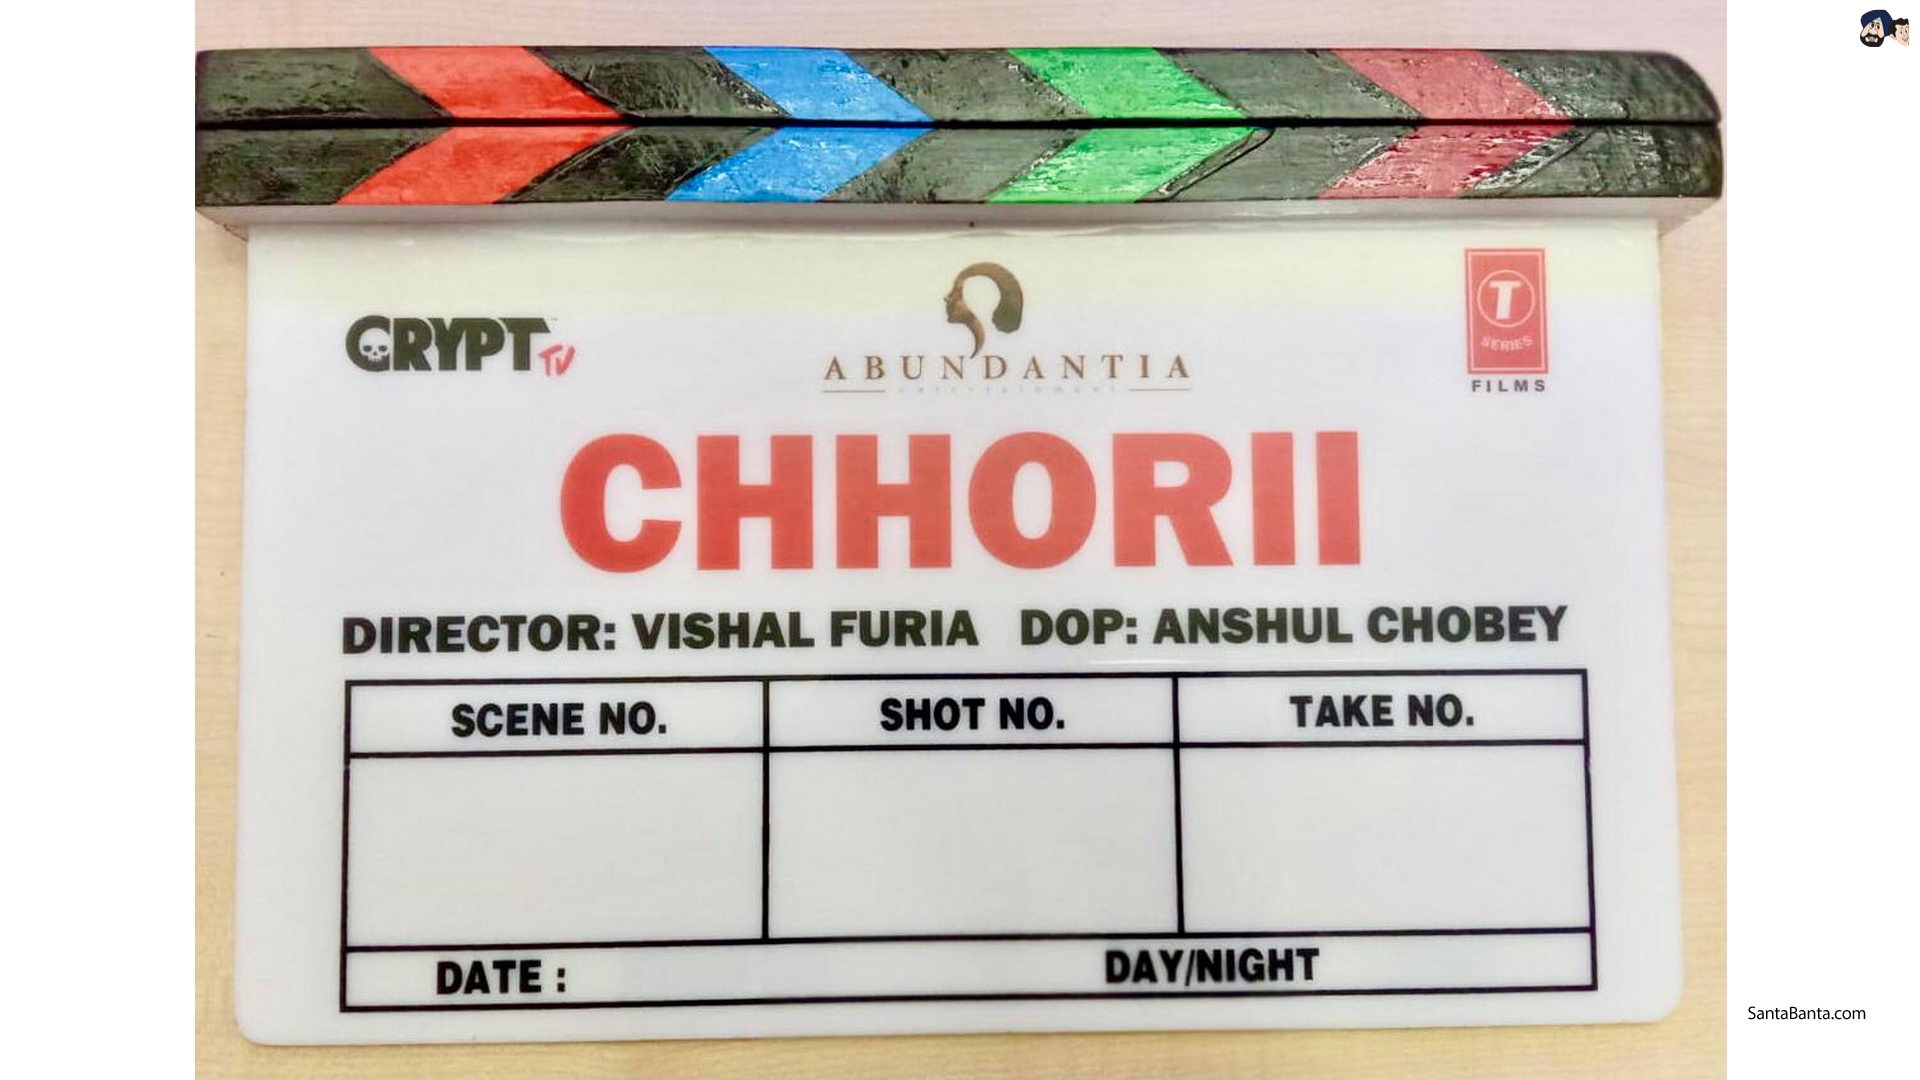 CRYPT TV
ABUNDANTIA
ENTERTAINMENT
T
SERIES
FILMS
CHHORII
DIRECTOR: VISHAL FURIA DOP: ANSHUL CHOBEY
SCENE NO. SHOT NO. TAKE NO.
DATE : DAY/NIGHT
SantaBanta.com